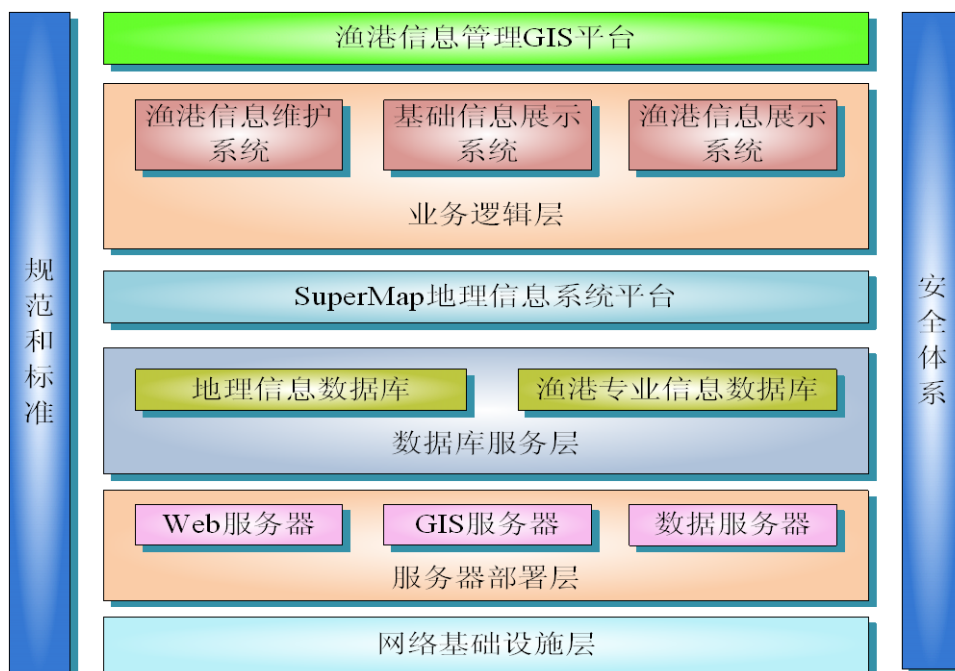 渔港信息管理GIS平台
渔港信息维护
系统
基础信息展示
系统
渔港信息展示
系统
业务逻辑层
SuperMap地理信息系统平台
地理信息数据库
渔港专业信息数据库
数据库服务层
Web服务器
GIS服务器
数据服务器
服务器部署层
网络基础设施层
规范和标准
安全体系